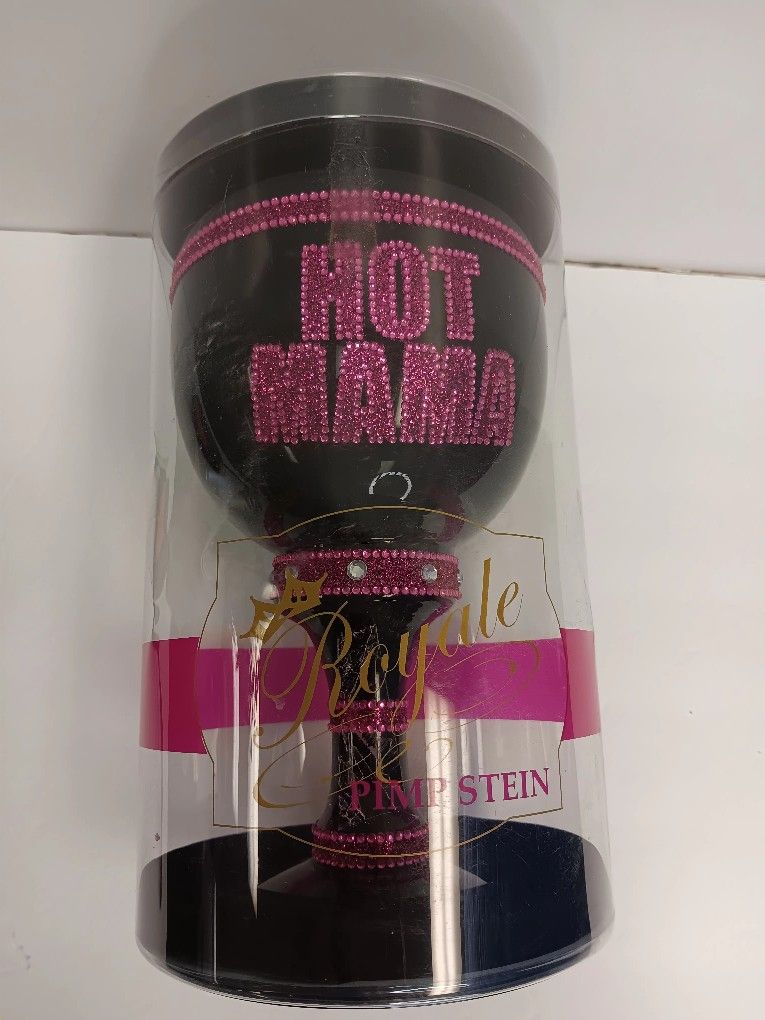 HOT
MAMA
Royale
PIMP STEIN